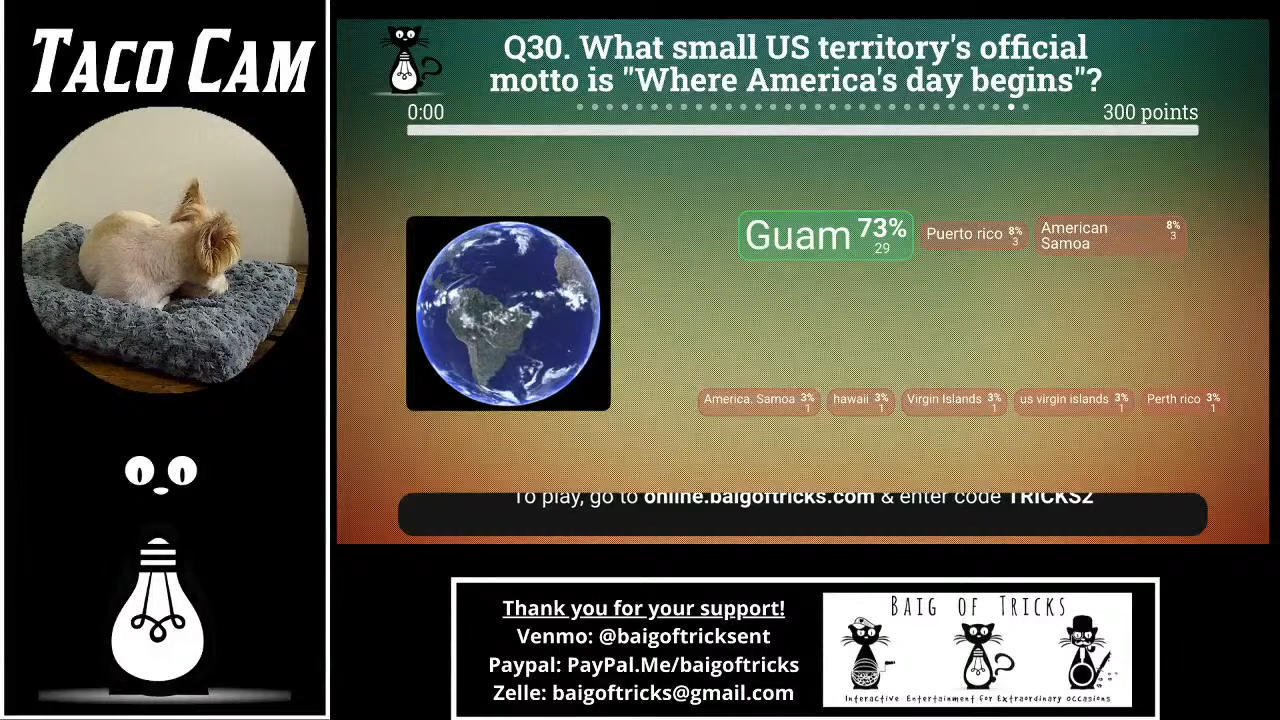 TACO CAM
Q30. What small US territory's official
motto is "Where America's day begins"?
0:00
300 points
Guam 73% 29
Puerto rico 8% 3
American Samoa 8% 3
America. Samoa 3% 1
hawaii 3% 1
Virgin Islands 3% 1
us virgin islands 3% 1
Perth rico 3% 1
To play, go to online.baigoftricks.com & enter code TRICKS2
Thank you for your support!
Venmo: @baigoftricksent
Paypal: PayPal.Me/baigoftricks
Zelle: baigoftricks@gmail.com
BAIG OF TRICKS
Interactive Entertainment for Extraordinary occasions